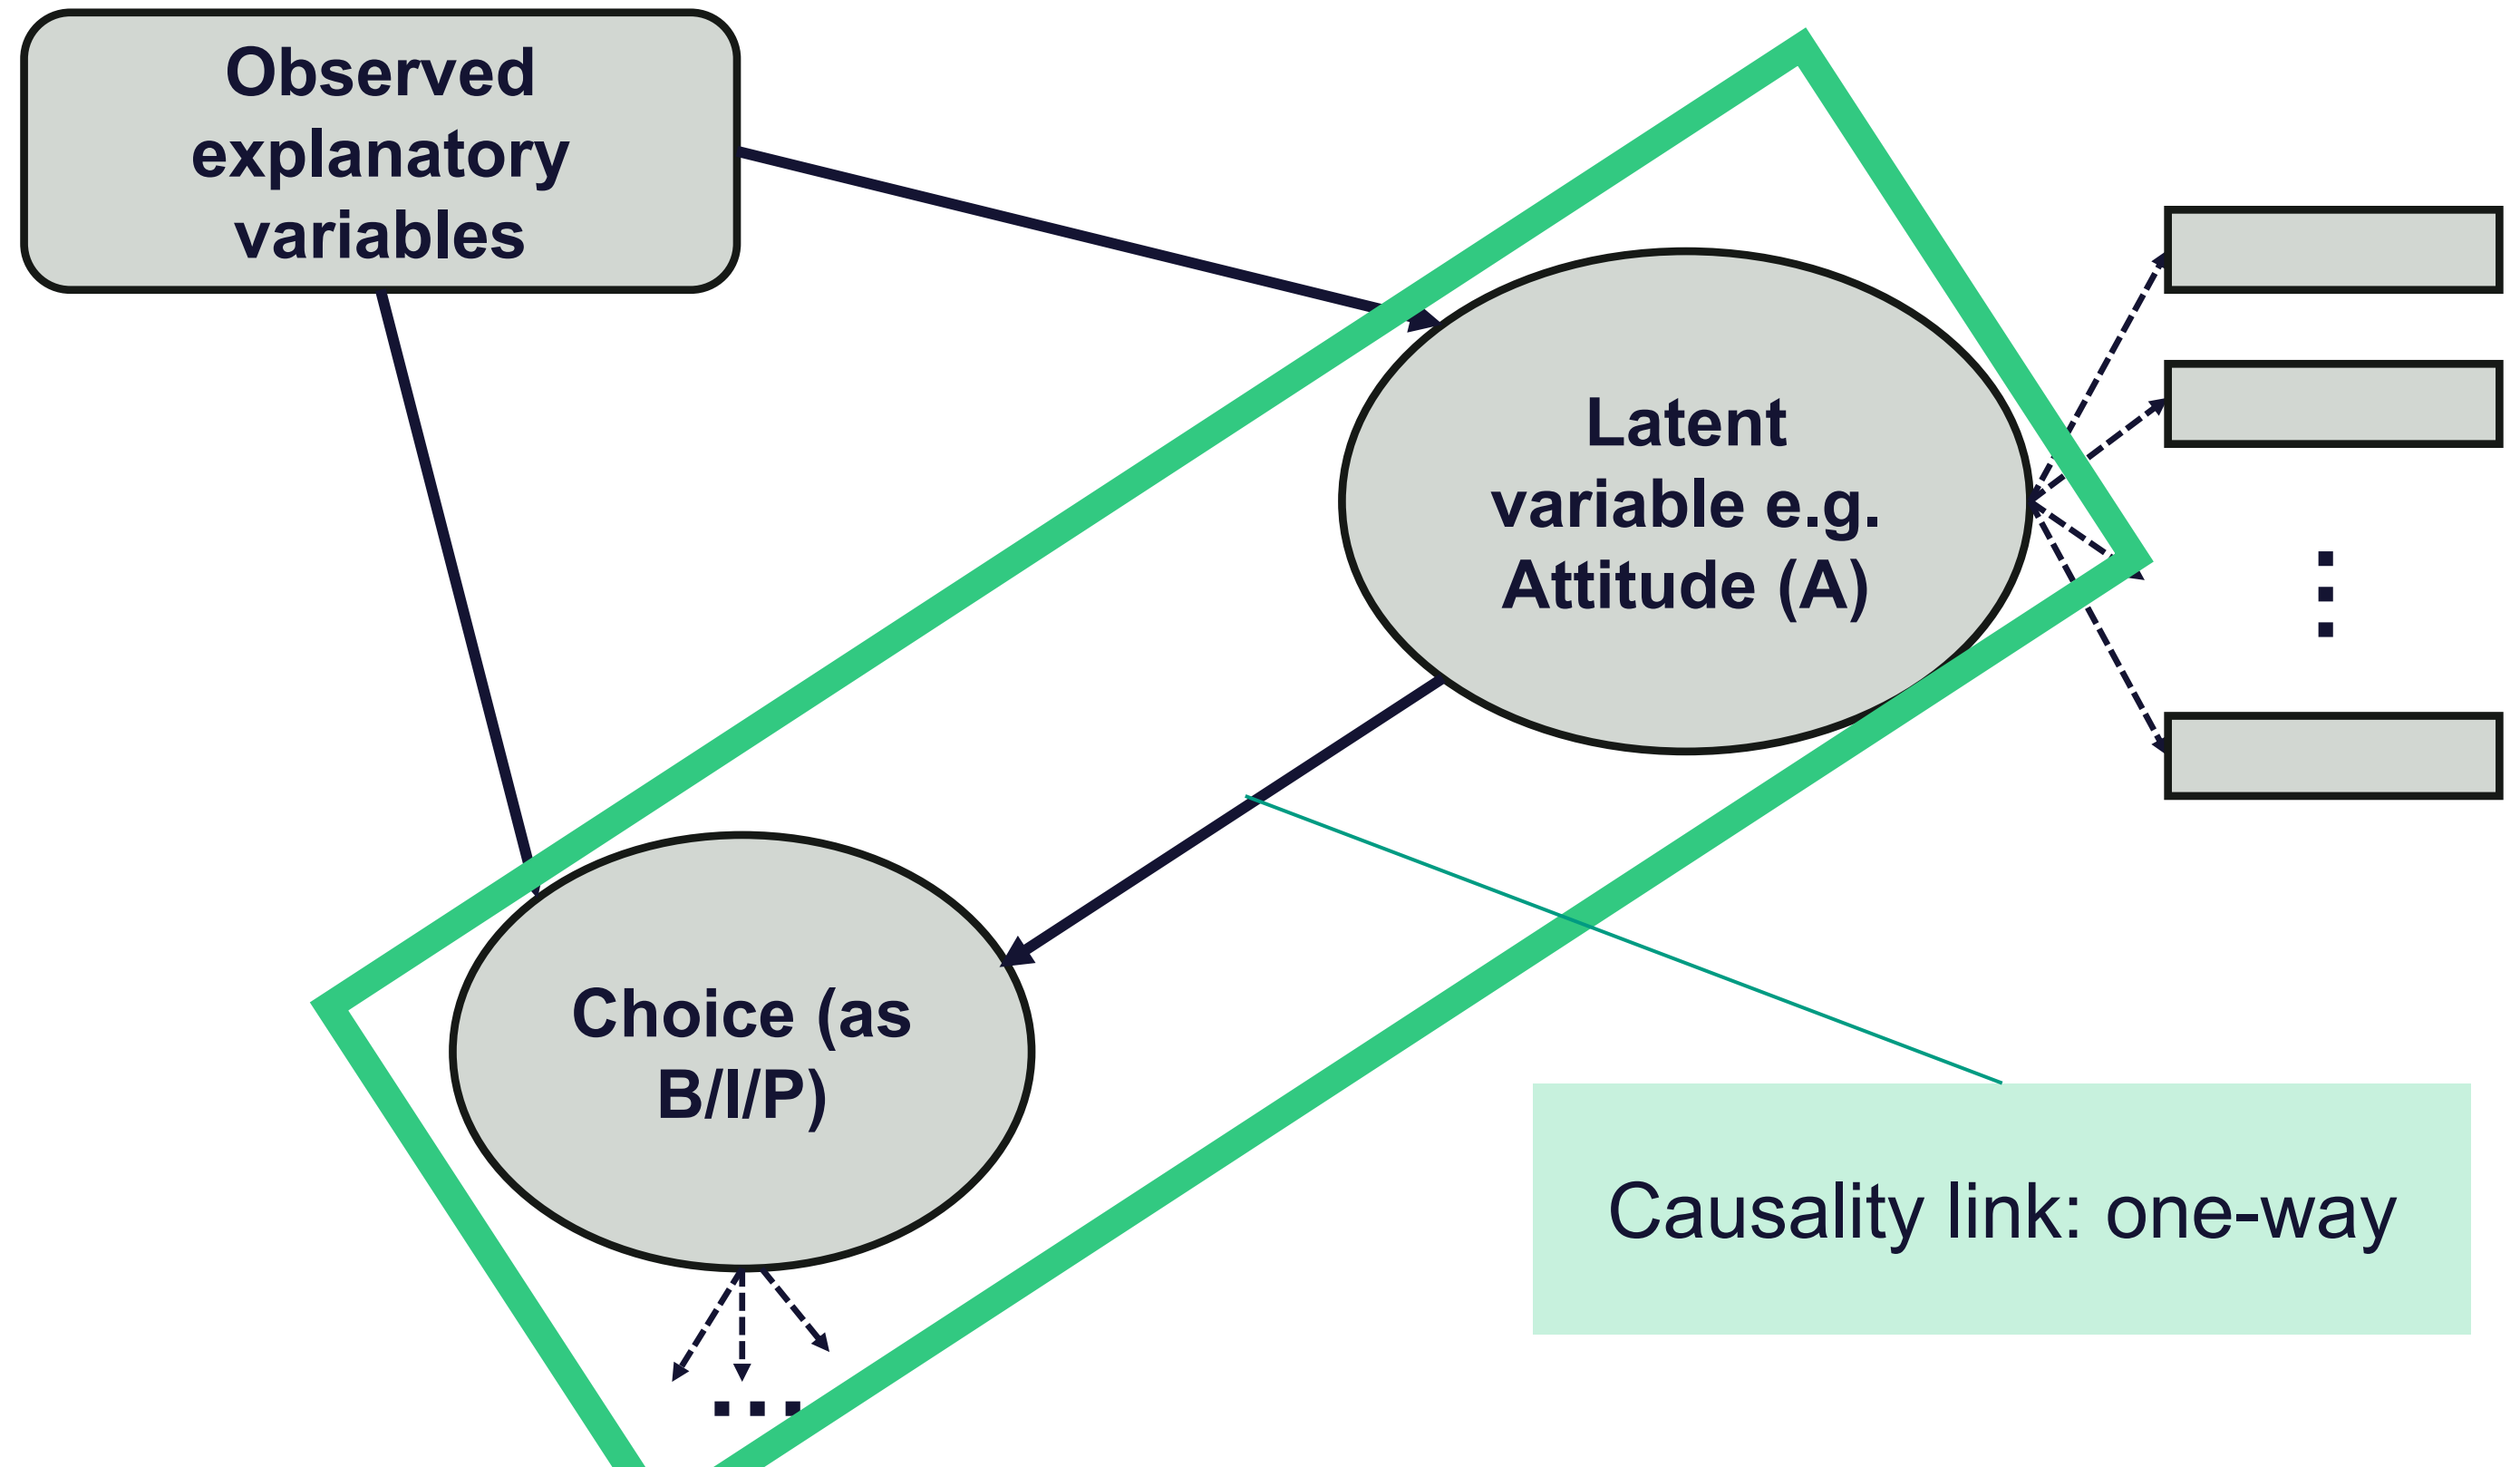 Observed
explanatory
variables
Latent
variable e.g.
Attitude (A)
Choice (as
B/I/P)
Causality link: one-way